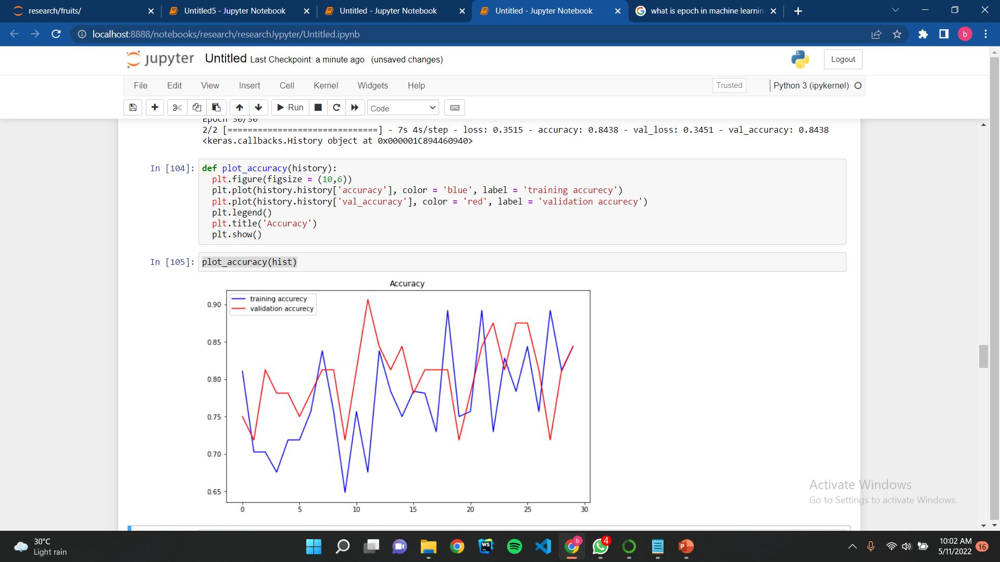 research/fruits/
Untitled5 - Jupyter Notebook
Untitled - Jupyter Notebook
Untitled - Jupyter Notebook
what is epoch in machine learnin
localhost:8888/notebooks/research/researchJypyter/Untitled.ipynb
b
jupyter Untitled Last Checkpoint: a minute ago (unsaved changes)
Logout
File Edit View Insert Cell Kernel Widgets Help
Trusted
Python 3 (ipykernel)
Run
Code
Epoch 30/30
2/2 [==============================] - 7s 4s/step - loss: 0.3515 - accuracy: 0.8438 - val_loss: 0.3451 - val_accuracy: 0.8438
<keras.callbacks.History object at 0x000001C894460940>
In [104]: def plot_accuracy(history):
plt.figure(figsize = (10,6))
plt.plot(history.history['accuracy'], color = 'blue', label = 'training accurecy')
plt.plot(history.history['val_accuracy'], color = 'red', label = 'validation accurecy')
plt.legend()
plt.title('Accuracy')
plt.show()
In [105]: plot_accuracy(hist)
Accuracy
training accurecy
validation accurecy
0.90
0.85
0.80
0.75
0.70
0.65
0 5 10 15 20 25 30
Activate Windows
Go to Settings to activate Windows.
30°C
Light rain
WS
b
4
P
10:02 AM
5/11/2022
16